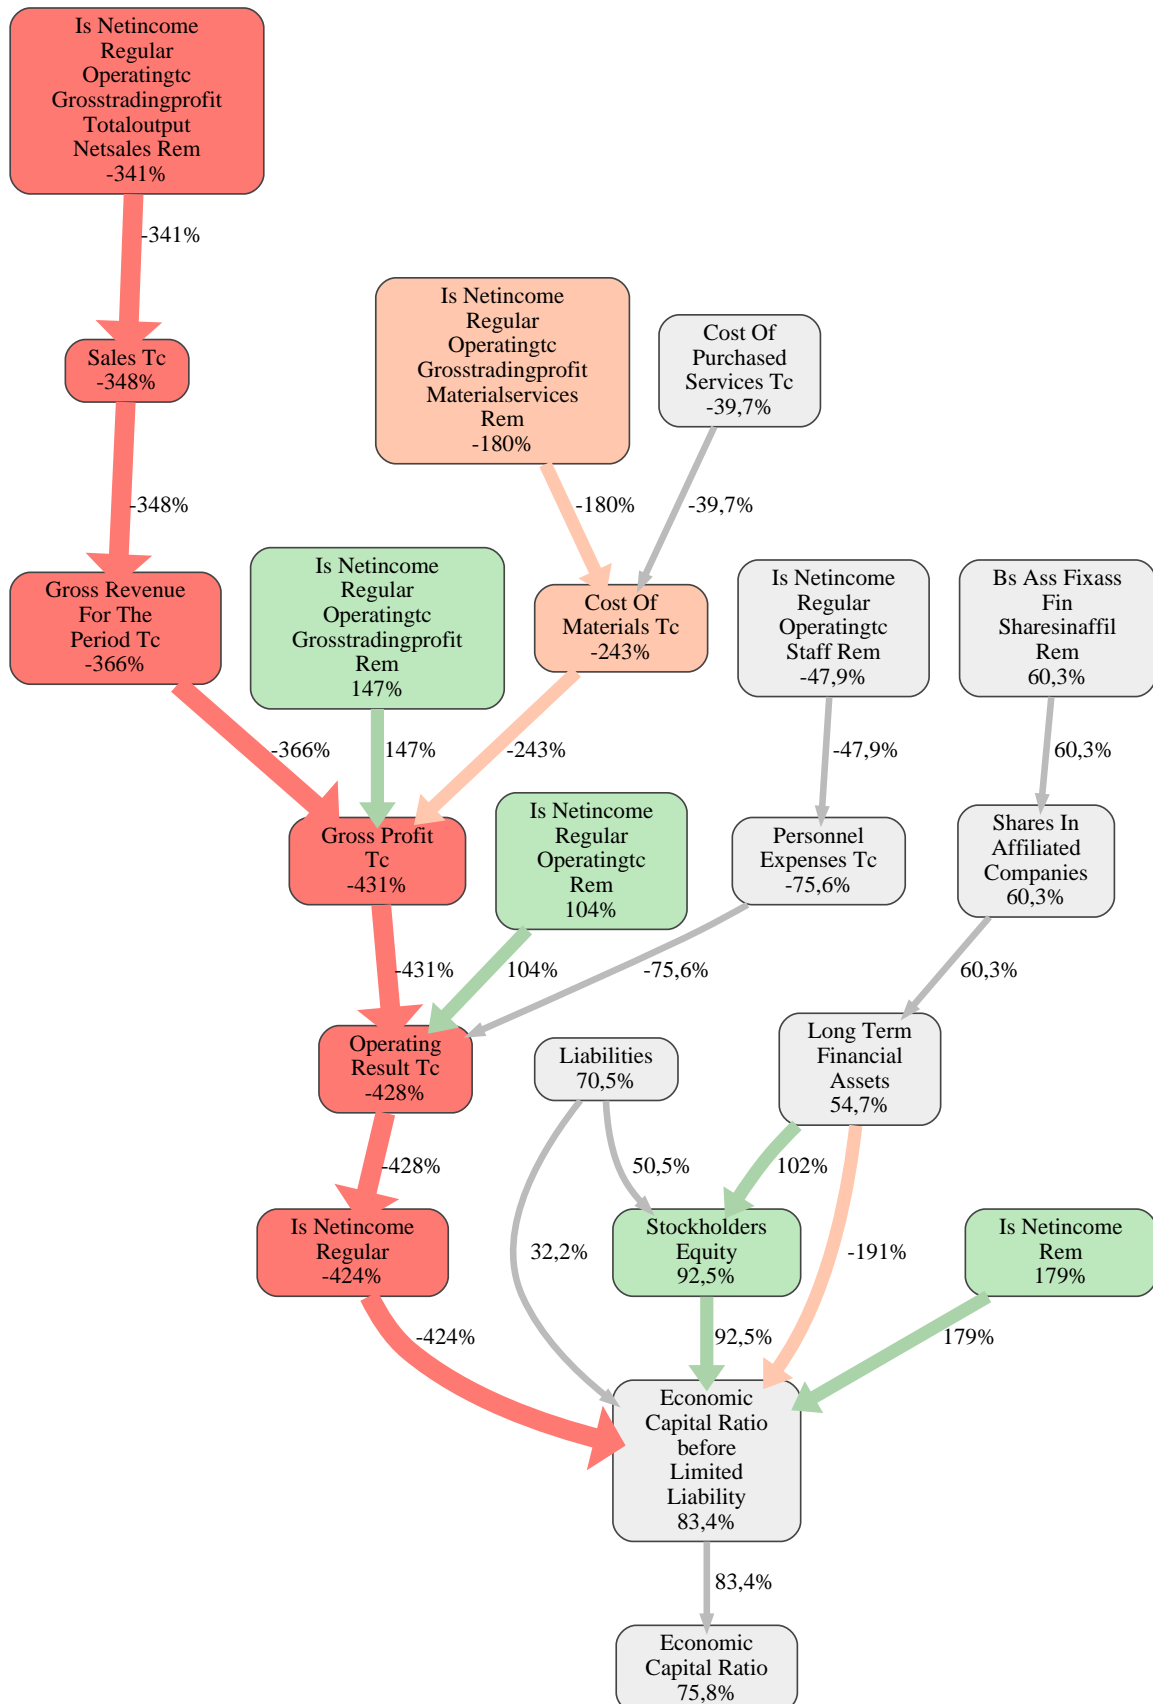 Is Netincome
Regular
Operatingtc
Grosstradingprofit
Totaloutput
Netsales Rem
-341%
-341%
Is Netincome
Regular
Operatingtc
Grosstradingprofit
Materialservices
Rem
-180%
Cost Of
Purchased
Services Tc
-39,7%
Sales Tc
-348%
-348%
-180%
-39,7%
Gross Revenue
For The
Period Tc
-366%
Is Netincome
Regular
Operatingtc
Grosstradingprofit
Rem
147%
Cost Of
Materials Tc
-243%
Is Netincome
Regular
Operatingtc
Staff Rem
-47,9%
Bs Ass Fixass
Fin
Sharesinaffil
Rem
60,3%
-366%
147%
-243%
-47,9%
60,3%
Gross Profit
Tc
-431%
Is Netincome
Regular
Operatingtc
Rem
104%
Personnel
Expenses Tc
-75,6%
Shares In
Affiliated
Companies
60,3%
-431%
104%
-75,6%
60,3%
Operating
Result Tc
-428%
Liabilities
70,5%
Long Term
Financial
Assets
54,7%
-428%
50,5%
102%
Is Netincome
Regular
-424%
32,2%
Stockholders
Equity
92,5%
-191%
Is Netincome
Rem
179%
-424%
92,5%
179%
Economic
Capital Ratio
before
Limited
Liability
83,4%
83,4%
Economic
Capital Ratio
75,8%